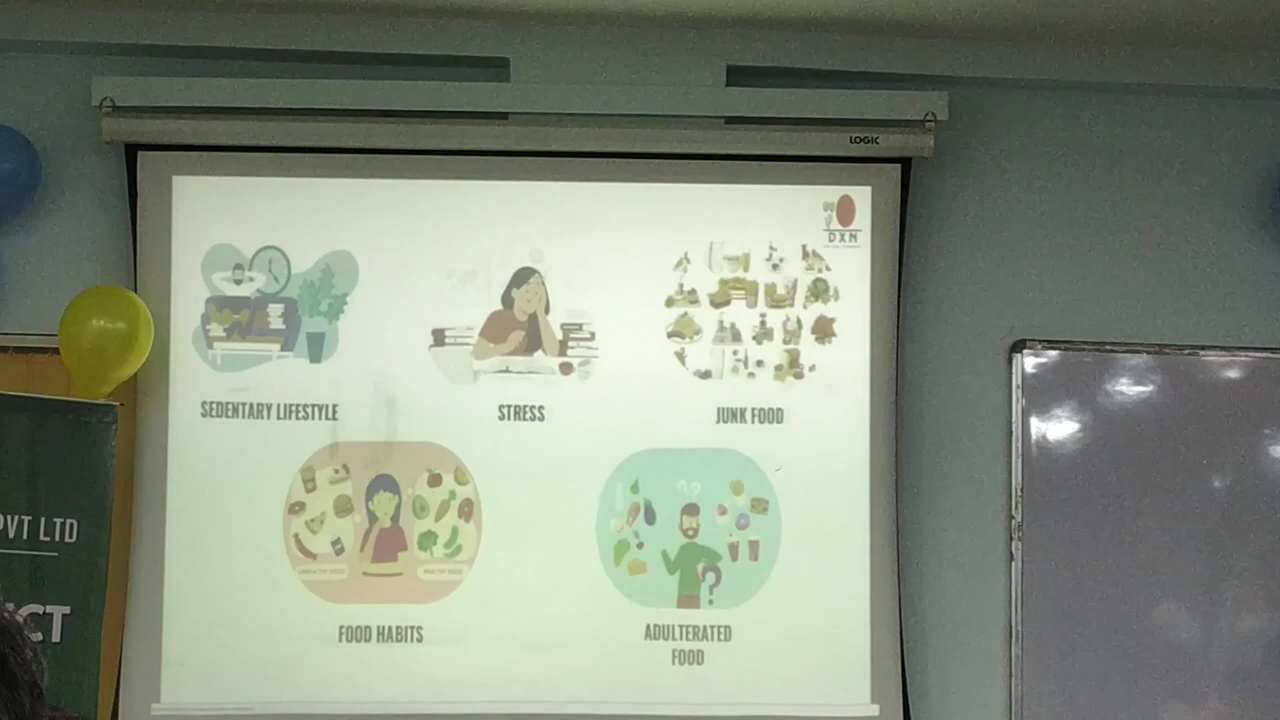 LOGIC
DXN
SEDENTARY LIFESTYLE
STRESS
JUNK FOOD
FOOD HABITS
ADULTERATED
FOOD
PVT LTD
CT